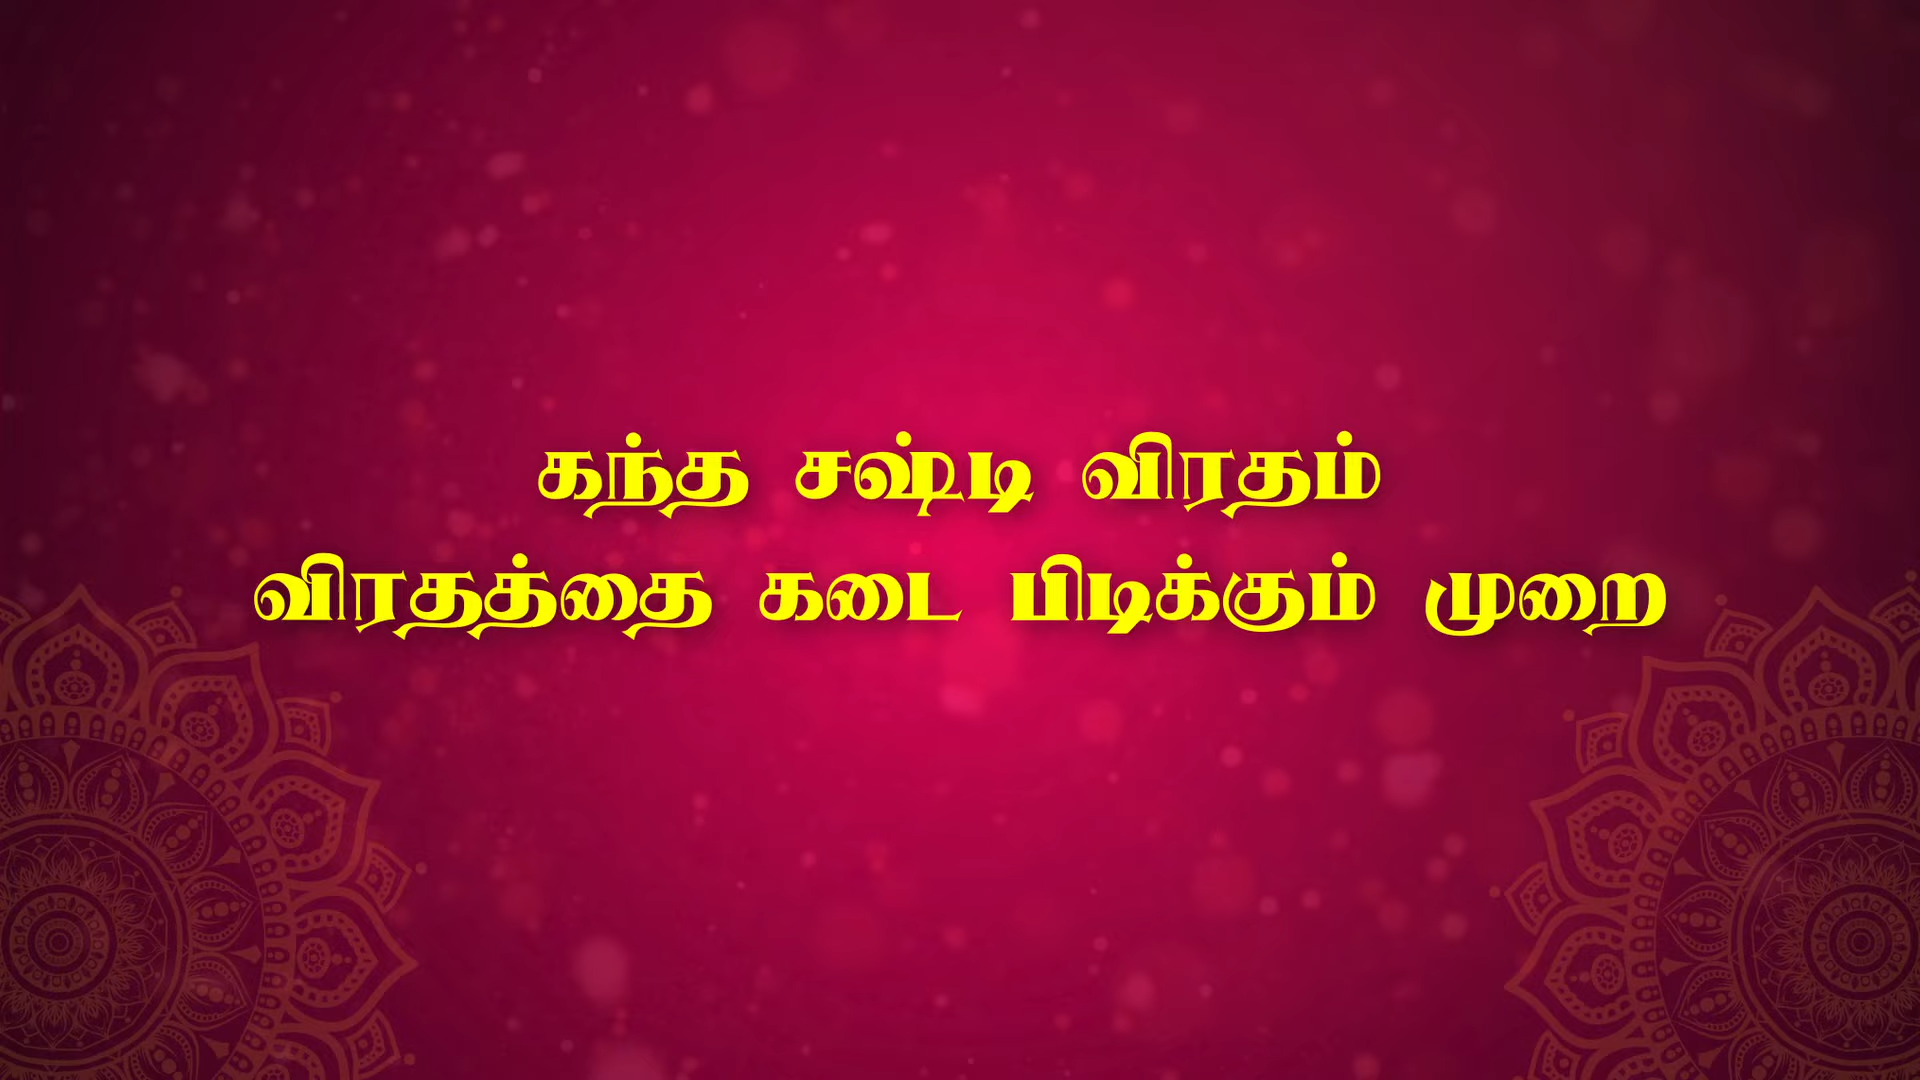 கந்த சஷ்டி விரதம்
விரதத்தை கடை பிடிக்கும் முறை